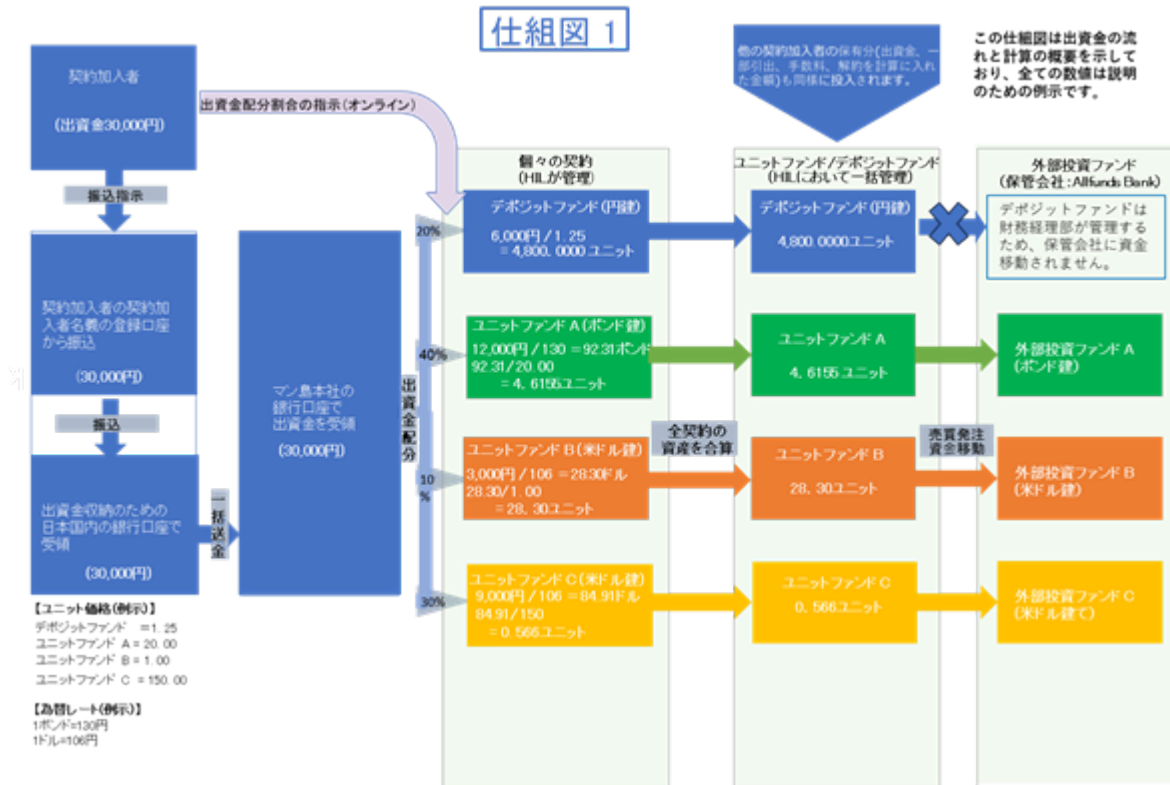 仕組図 1
契約加入者
(出資金30,000円)
振込指示
契約加入者の契約加
入者名義の登録口座
から振込
(30,000円)
振込
出資金収納のための
日本国内の銀行口座で
受領
(30,000円)
【ユニット価格(例示)】
デポジットファンド =1.25
ユニットファンド A=20.00
ユニットファンド B=1.00
ユニットファンド C =150.00
【為替レート(例示)】
1ポンド=130円
1ドル=106円
一括送金
マン島本社の
銀行口座で
出資金を受領
(30,000円)
出資金配分割合の指示(オンライン)
出資金配分
20%
40%
10
%
30%
個々の契約
(HILが管理)
デポジットファンド(円建)
6,000円/1.25
=4,800.0000ユニット
ユニットファンド A(ポンド建)
12,000円/130=92.31ポンド
92.31/20.00
=4.6155ユニット
ユニットファンド B(米ドル建)
3,000円/106=28.30ドル
28.30/1.00
=28.30ユニット
ユニットファンド C(米ドル建)
9,000円/106=84.91ドル
84.91/150
=0.566ユニット
全契約の
資産を合算
他の契約加入者の保有分(出資金、一
部引出、手数料、解約を計算に入れ
た金額)も同様に投入されます。
ユニットファンド/デポジットファンド
(HILにおいて一括管理)
デポジットファンド(円建)
4,800.0000ユニット
ユニットファンド A
4.6155ユニット
ユニットファンド B
28.30ユニット
ユニットファンド C
0.566ユニット
売買発注
資金移動
この仕組図は出資金の流
れと計算の概要を示して
おり、全ての数値は説明
のための例示です。
外部投資ファンド
(保管会社:Allfunds Bank)
デポジットファンドは
財務経理部が管理する
ため、保管会社に資金
移動されません。
外部投資ファンド A
(ポンド建)
外部投資ファンド B
(米ドル建)
外部投資ファンド C
(米ドル建て)